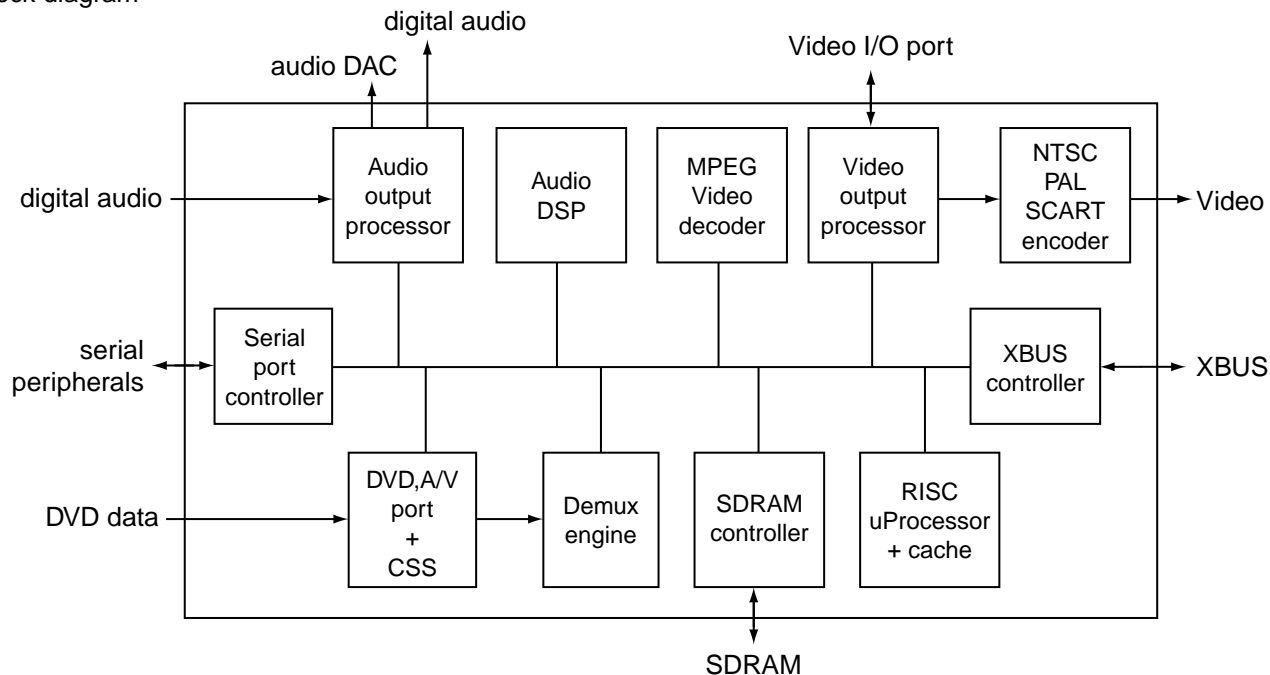 diagram
digital audio
Video I/O port
audio DAC
digital audio
Audio
output
processor
Audio
DSP
MPEG
Video
decoder
Video
output
processor
NTSC
PAL
SCART
encoder
Video
serial
peripherals
Serial
port
controller
XBUS
controller
XBUS
DVD data
DVD,A/V
port
+
CSS
Demux
engine
SDRAM
controller
RISC
uProcessor
+ cache
SDRAM